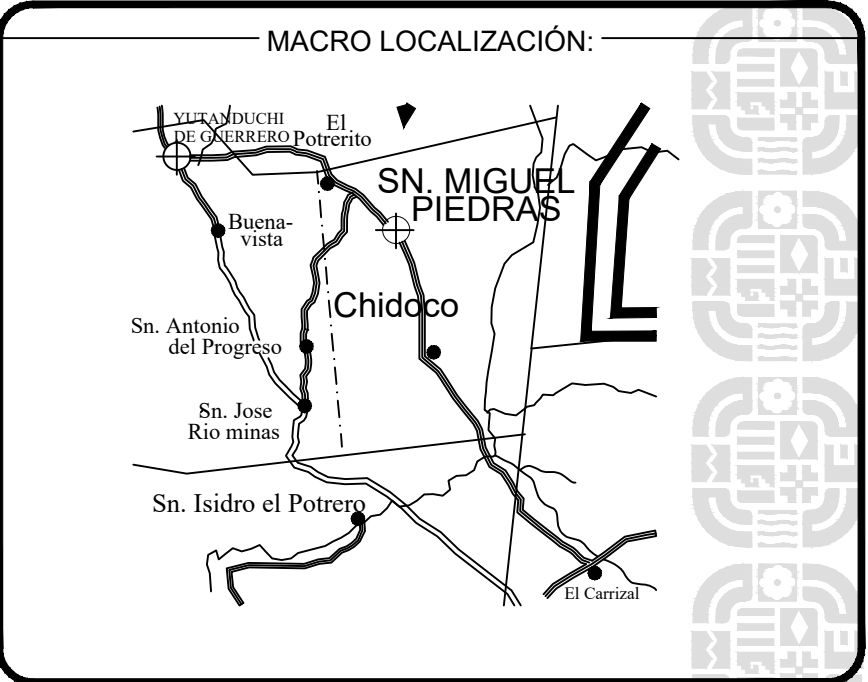 MACRO LOCALIZACIÓN:
YUTANDUCHI
DE GUERRERO
El
Potrerito
SN. MIGUEL
PIEDRAS
Buena-
vista
Chidoco
Sn. Antonio
del Progreso
Sn. Jose
Rio minas
Sn. Isidro el Potrero
El Carrizal